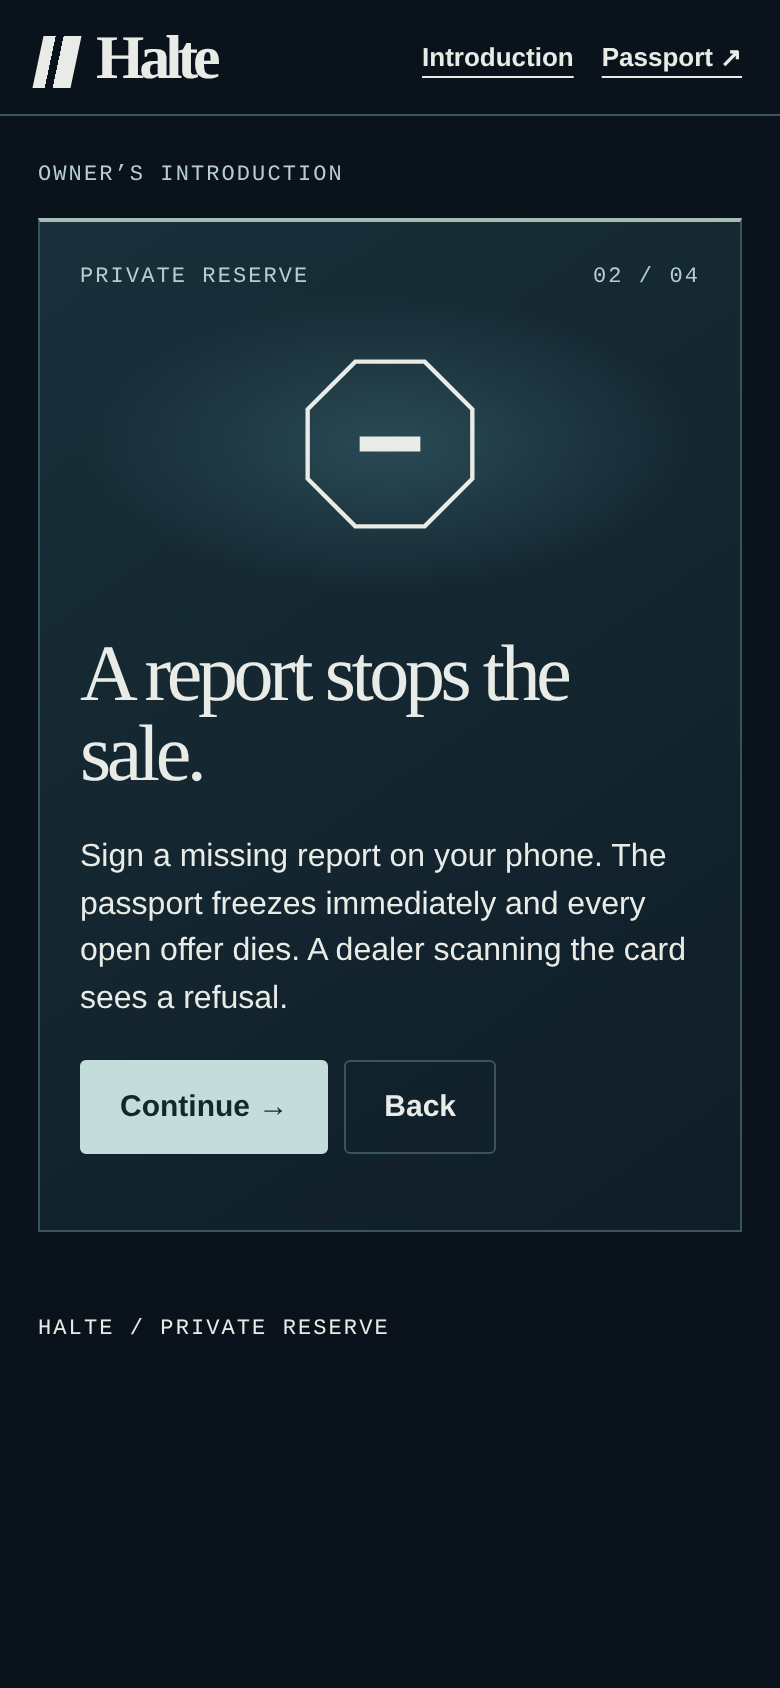 Halte
Introduction
Passport ↗
OWNER’S INTRODUCTION
PRIVATE RESERVE
02 / 04
A report stops the
sale.
Sign a missing report on your phone. The
passport freezes immediately and every
open offer dies. A dealer scanning the card
sees a refusal.
Continue →
Back
HALTE / PRIVATE RESERVE